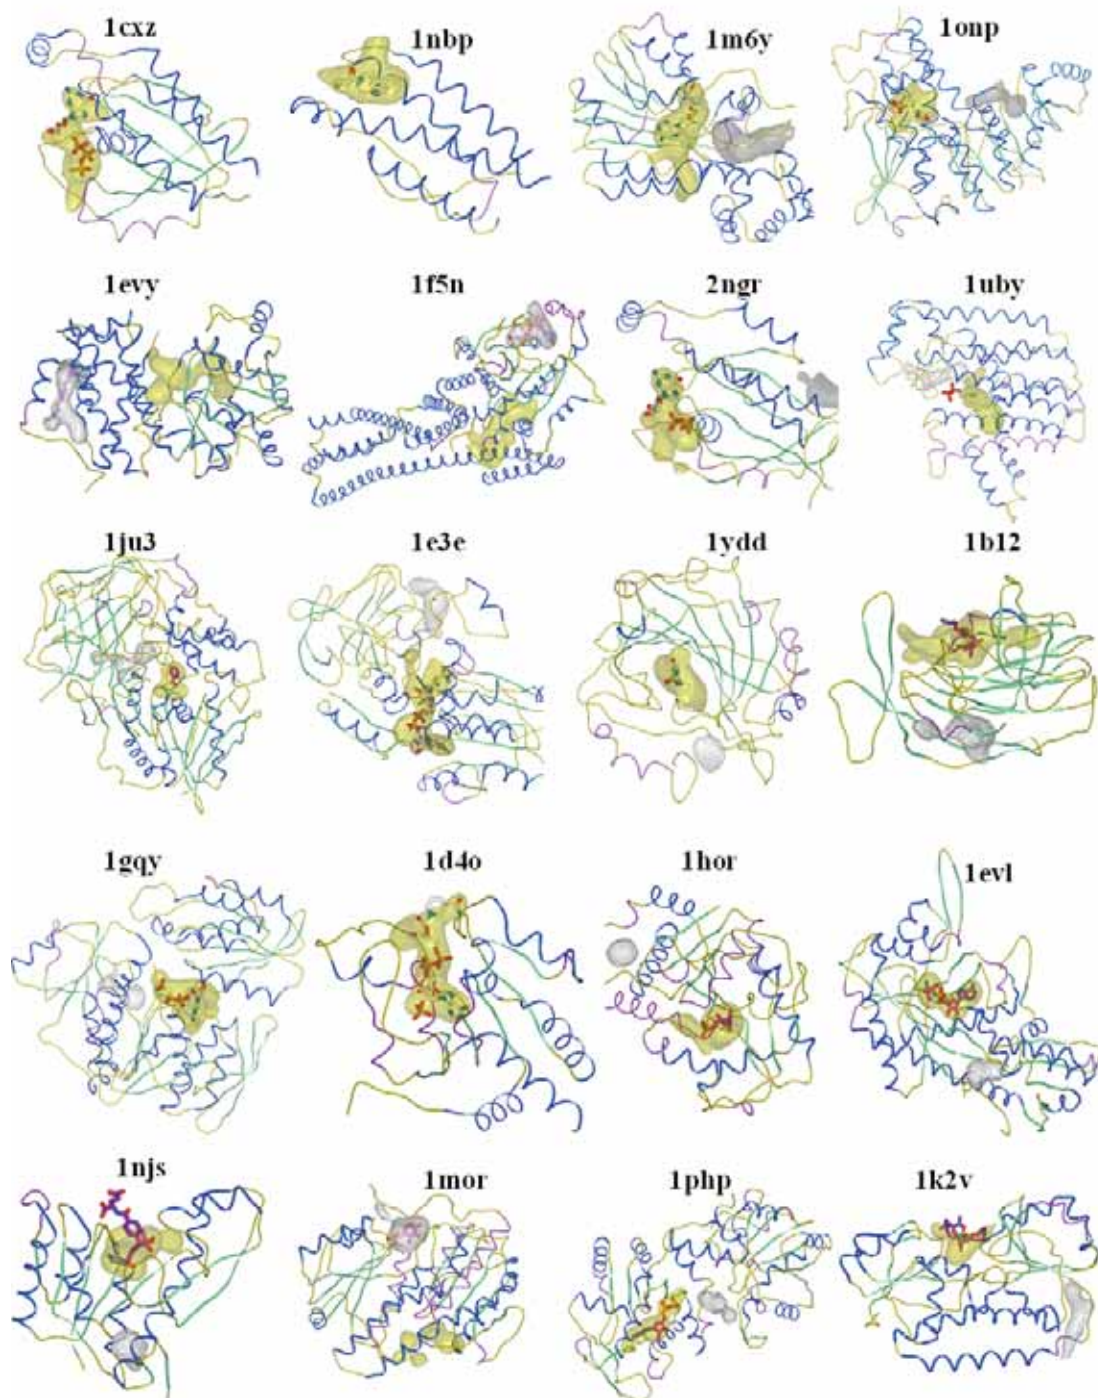 1cxz 1nbp 1m6y 1onp
1evy 1f5n 2ngr 1uby
1ju3 1e3e 1ydd 1b12
1gqy 1d4o 1hor 1evl
1njs 1mor 1php 1k2v